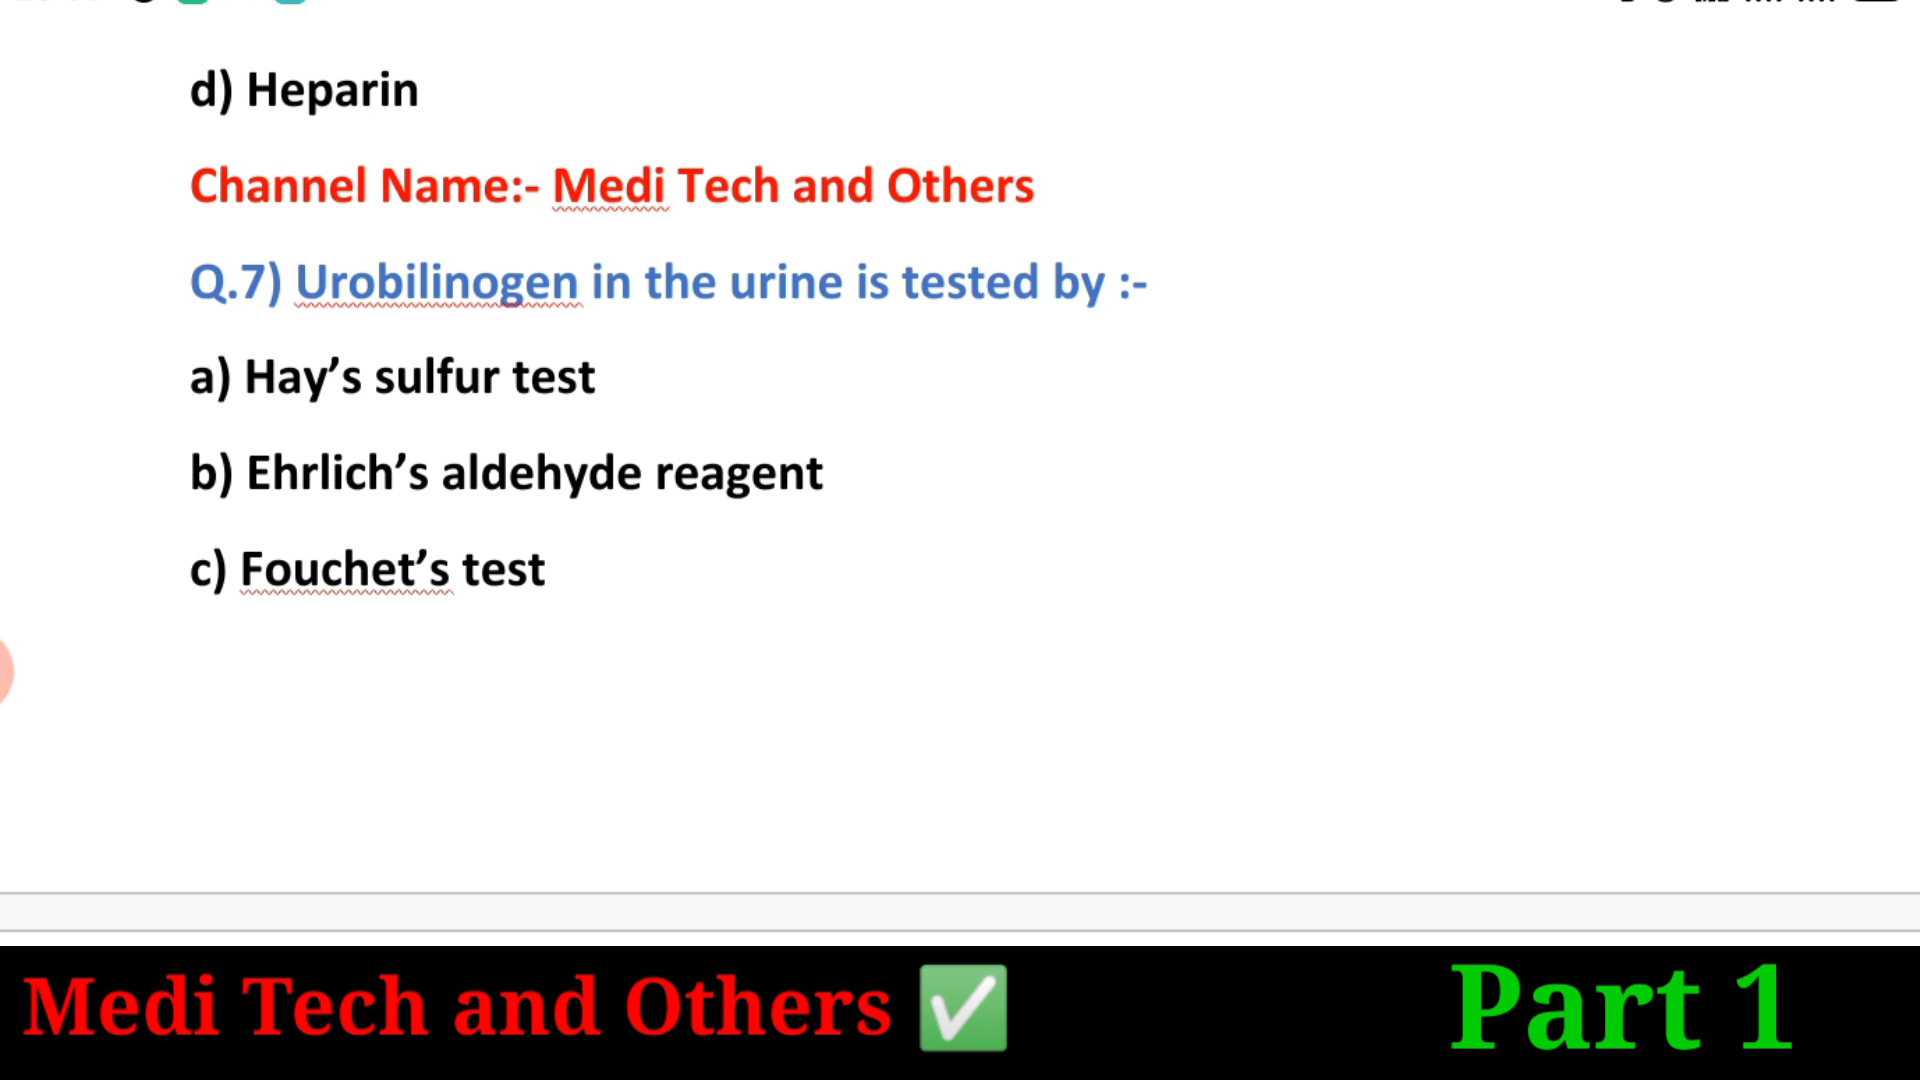 d) Heparin
Channel Name:- Medi Tech and Others
Q.7) Urobilinogen in the urine is tested by :-
a) Hay’s sulfur test
b) Ehrlich’s aldehyde reagent
c) Fouchet’s test
Medi Tech and Others ✅
Part 1